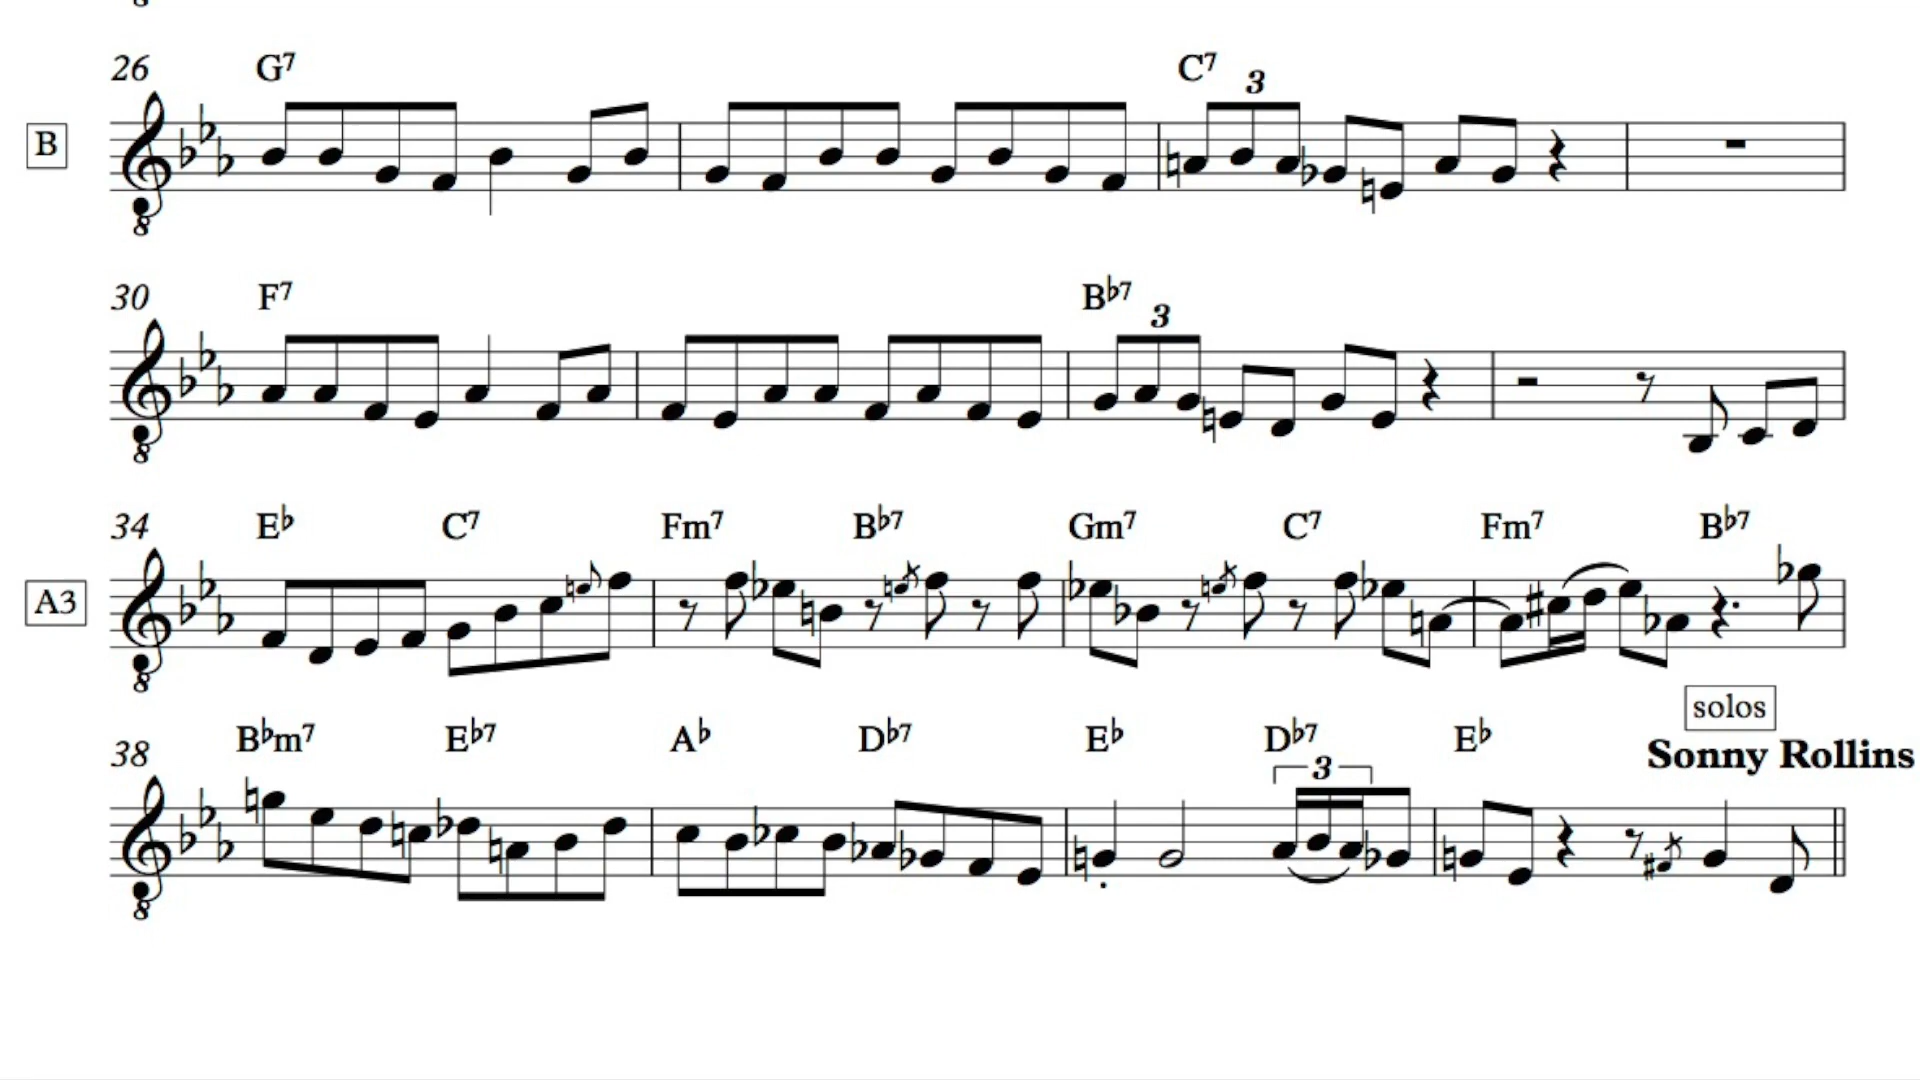 26 G7 C7 3
B
8
30 F7 B♭7 3
8
34 E♭ C7 Fm7 B♭7 Gm7 C7 Fm7 B♭7
A3
8
solos
38 B♭m7 E♭7 A♭ D♭7 E♭ D♭7 E♭ Sonny Rollins
3
8